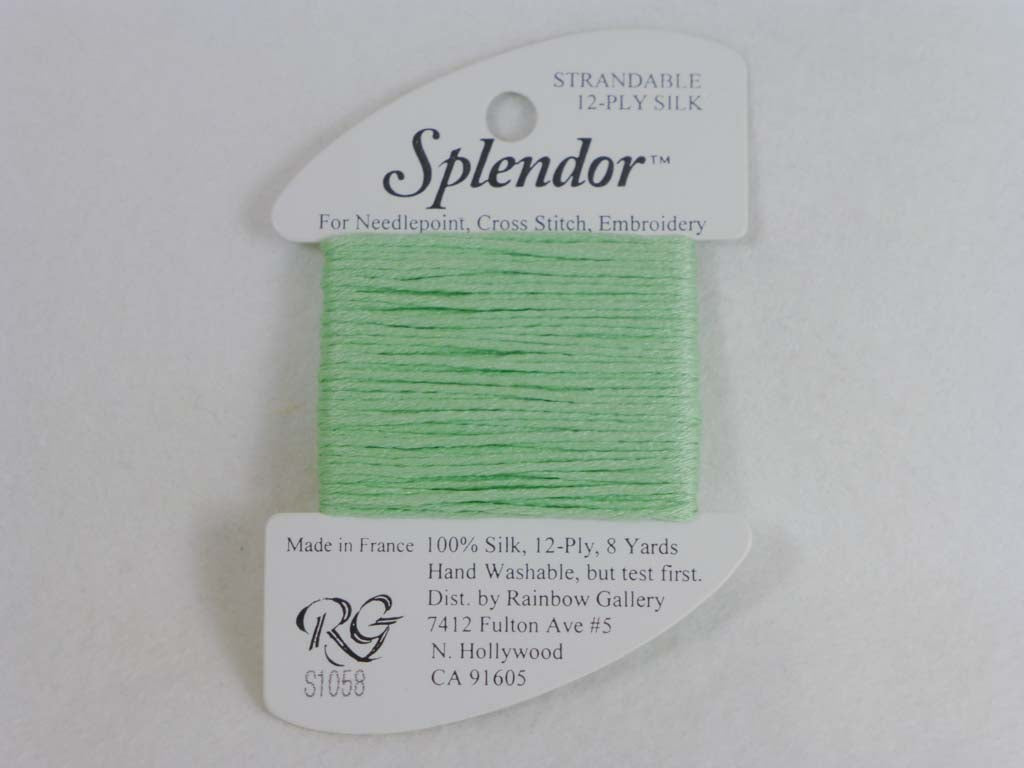 STRANDABLE
12-PLY SILK
Splendor™
For Needlepoint, Cross Stitch, Embroidery
Made in France 100% Silk, 12-Ply, 8 Yards
Hand Washable, but test first.
Dist. by Rainbow Gallery
7412 Fulton Ave #5
N. Hollywood
CA 91605
RG
S1058